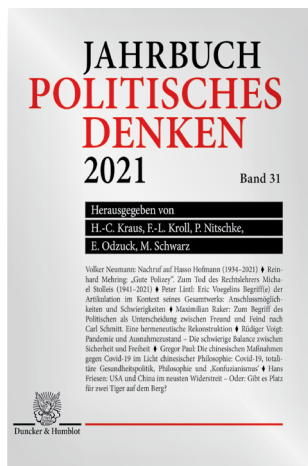 JAHRBUCH
POLITISCHES
DENKEN
2021
Band 31
Herausgegeben von
H.-C. Kraus, F.-L. Kroll, P. Nitschke,
E. Odzuck, M. Schwarz
Volker Neumann: Nachruf auf Hasso Hofmann (1934–2021) ♦ Rein-
hard Mehring: „Gute Polizey". Zum Tod des Rechtslehrers Micha-
el Stolleis (1941–2021) ♦ Peter Lintl: Eric Voegelins Begriff(e) der
Artikulation im Kontext seines Gesamtwerks: Anschlussmöglich-
keiten und Schwierigkeiten ♦ Maximilian Raker: Zum Begriff des
Politischen als Unterscheidung zwischen Freund und Feind nach
Carl Schmitt. Eine hermeneutische Rekonstruktion ♦ Rüdiger Voigt:
Pandemie und Ausnahmezustand – Die schwierige Balance zwischen
Sicherheit und Freiheit ♦ Gregor Paul: Die chinesischen Maßnahmen
gegen Covid-19 im Licht chinesischer Philosophie: Covid-19, totali-
täre Gesundheitspolitik, Philosophie und ‚Konfuzianismus' ♦ Hans
Friesen: USA und China im neusten Widerstreit – Oder: Gibt es Platz
für zwei Tiger auf dem Berg?
Duncker & Humblot